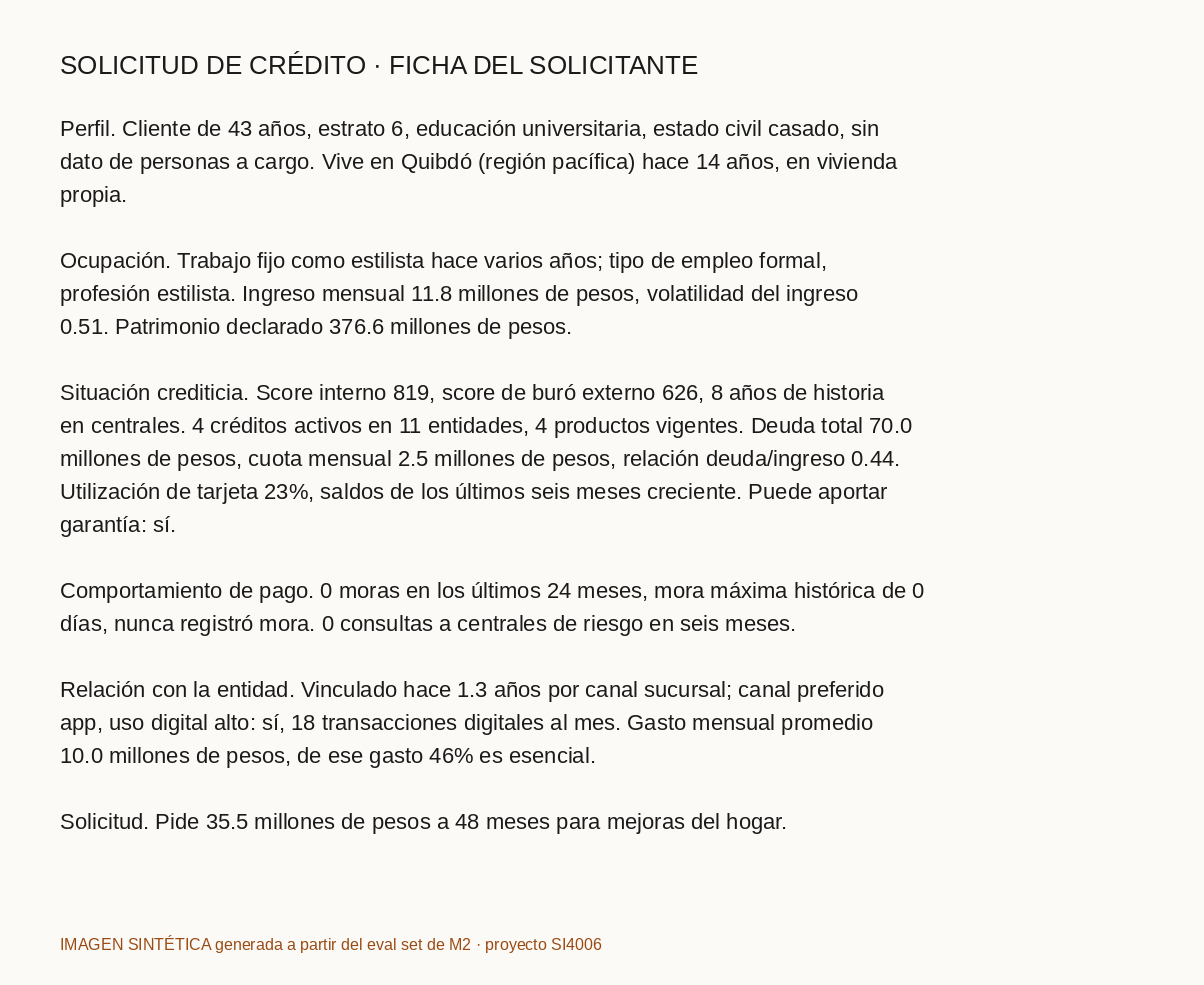 SOLICITUD DE CRÉDITO · FICHA DEL SOLICITANTE
Perfil. Cliente de 43 años, estrato 6, educación universitaria, estado civil casado, sin
dato de personas a cargo. Vive en Quibdó (región pacífica) hace 14 años, en vivienda
propia.
Ocupación. Trabajo fijo como estilista hace varios años; tipo de empleo formal,
profesión estilista. Ingreso mensual 11.8 millones de pesos, volatilidad del ingreso
0.51. Patrimonio declarado 376.6 millones de pesos.
Situación crediticia. Score interno 819, score de buró externo 626, 8 años de historia
en centrales. 4 créditos activos en 11 entidades, 4 productos vigentes. Deuda total 70.0
millones de pesos, cuota mensual 2.5 millones de pesos, relación deuda/ingreso 0.44.
Utilización de tarjeta 23%, saldos de los últimos seis meses creciente. Puede aportar
garantía: sí.
Comportamiento de pago. 0 moras en los últimos 24 meses, mora máxima histórica de 0
días, nunca registró mora. 0 consultas a centrales de riesgo en seis meses.
Relación con la entidad. Vinculado hace 1.3 años por canal sucursal; canal preferido
app, uso digital alto: sí, 18 transacciones digitales al mes. Gasto mensual promedio
10.0 millones de pesos, de ese gasto 46% es esencial.
Solicitud. Pide 35.5 millones de pesos a 48 meses para mejoras del hogar.
IMAGEN SINTÉTICA generada a partir del eval set de M2 · proyecto SI4006